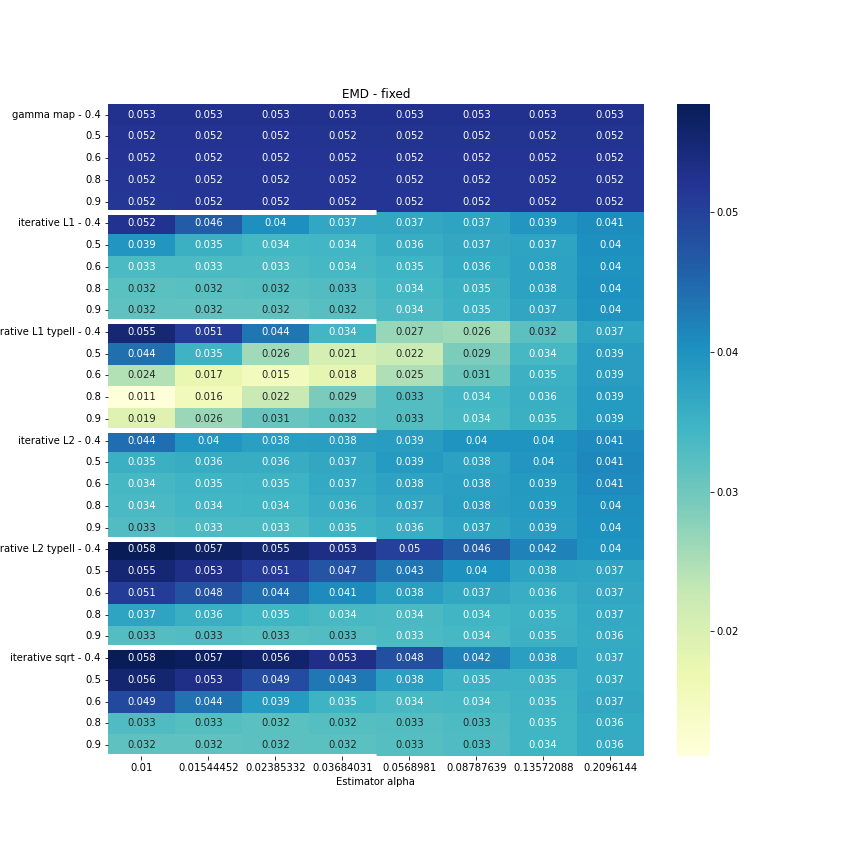 EMD - fixed
gamma map - 0.4 0.053 0.053 0.053 0.053 0.053 0.053 0.053 0.053
0.5 0.052 0.052 0.052 0.052 0.052 0.052 0.052 0.052
0.6 0.052 0.052 0.052 0.052 0.052 0.052 0.052 0.052
0.8 0.052 0.052 0.052 0.052 0.052 0.052 0.052 0.052
0.9 0.052 0.052 0.052 0.052 0.052 0.052 0.052 0.052
iterative L1 - 0.4 0.052 0.046 0.04 0.037 0.037 0.037 0.039 0.041
0.5 0.039 0.035 0.034 0.034 0.036 0.037 0.037 0.04
0.6 0.033 0.033 0.033 0.034 0.035 0.036 0.038 0.04
0.8 0.032 0.032 0.032 0.033 0.034 0.035 0.038 0.04
0.9 0.032 0.032 0.032 0.032 0.034 0.035 0.037 0.04
rative L1 typeII - 0.4 0.055 0.051 0.044 0.034 0.027 0.026 0.032 0.037
0.5 0.044 0.035 0.026 0.021 0.022 0.029 0.034 0.039
0.6 0.024 0.017 0.015 0.018 0.025 0.031 0.035 0.039
0.8 0.011 0.016 0.022 0.029 0.033 0.034 0.036 0.039
0.9 0.019 0.026 0.031 0.032 0.033 0.034 0.035 0.039
iterative L2 - 0.4 0.044 0.04 0.038 0.038 0.039 0.04 0.04 0.041
0.5 0.035 0.036 0.036 0.037 0.039 0.038 0.04 0.041
0.6 0.034 0.035 0.035 0.037 0.038 0.038 0.039 0.041
0.8 0.034 0.034 0.034 0.036 0.037 0.038 0.039 0.04
0.9 0.033 0.033 0.033 0.035 0.036 0.037 0.039 0.04
rative L2 typeII - 0.4 0.058 0.057 0.055 0.053 0.05 0.046 0.042 0.04
0.5 0.055 0.053 0.051 0.047 0.043 0.04 0.038 0.037
0.6 0.051 0.048 0.044 0.041 0.038 0.037 0.036 0.037
0.8 0.037 0.036 0.035 0.034 0.034 0.034 0.035 0.037
0.9 0.033 0.033 0.033 0.033 0.033 0.034 0.035 0.036
iterative sqrt - 0.4 0.058 0.057 0.056 0.053 0.048 0.042 0.038 0.037
0.5 0.056 0.053 0.049 0.043 0.038 0.035 0.035 0.037
0.6 0.049 0.044 0.039 0.035 0.034 0.034 0.035 0.037
0.8 0.033 0.033 0.032 0.032 0.033 0.033 0.035 0.036
0.9 0.032 0.032 0.032 0.032 0.033 0.033 0.034 0.036
0.01 0.01544452 0.02385332 0.03684031 0.0568981 0.08787639 0.13572088 0.2096144
Estimator alpha
0.05
0.04
0.03
0.02